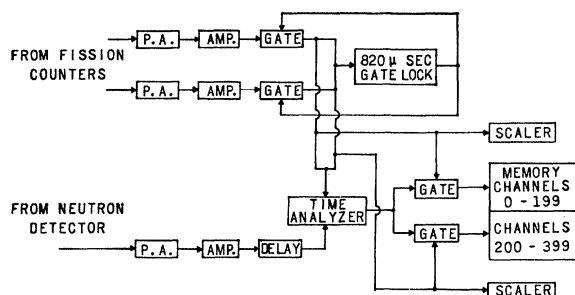 P.A. AMP. GATE
FROM FISSION
COUNTERS
820 μ SEC
GATE LOCK
P.A. AMP. GATE
SCALER
GATE
MEMORY
CHANNELS
0 - 199
TIME
ANALYZER
FROM NEUTRON
DETECTOR
GATE
CHANNELS
200 - 399
P.A. AMP. DELAY
SCALER